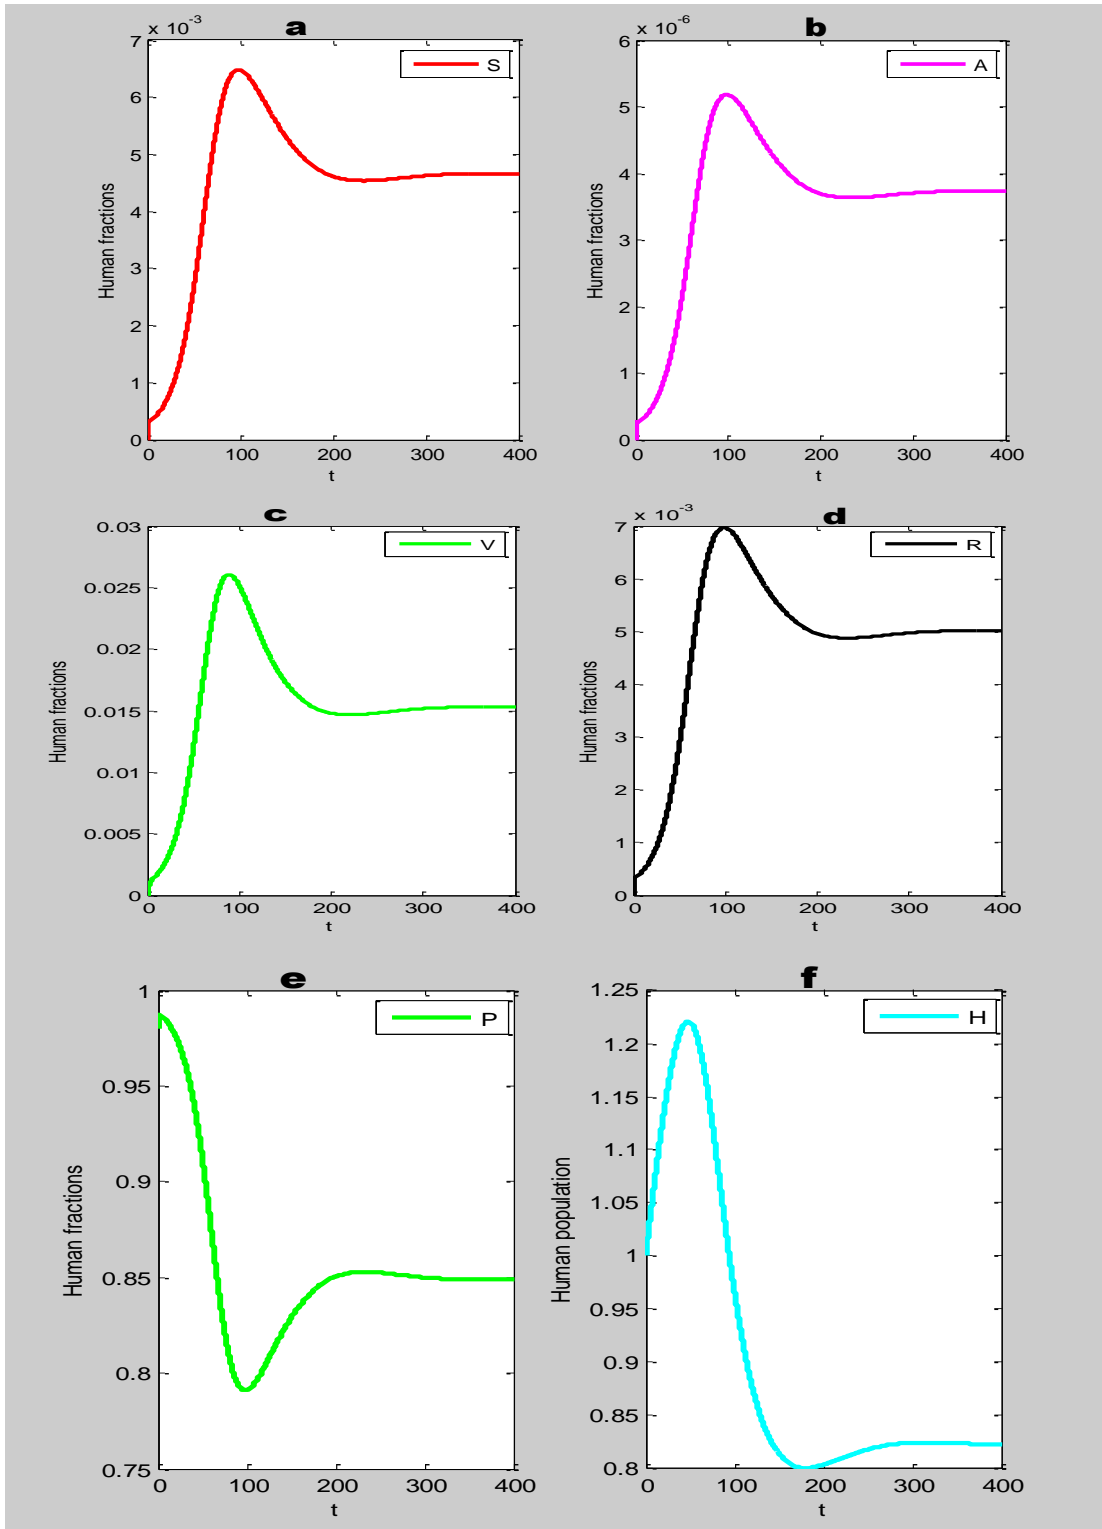 a
x 10-3
S
7
6
5
4
3
2
1
0
Human fractions
0 100 200 300 400
t
b
x 10-6
A
6
5
4
3
2
1
0
Human fractions
0 100 200 300 400
t
c
V
0.03
0.025
0.02
0.015
0.01
0.005
0
Human fractions
0 100 200 300 400
t
d
x 10-3
R
7
6
5
4
3
2
1
0
Human fractions
0 100 200 300 400
t
e
P
1
0.95
0.9
0.85
0.8
0.75
Human fractions
0 100 200 300 400
t
f
H
1.25
1.2
1.15
1.1
1.05
1
0.95
0.9
0.85
0.8
Human population
0 100 200 300 400
t